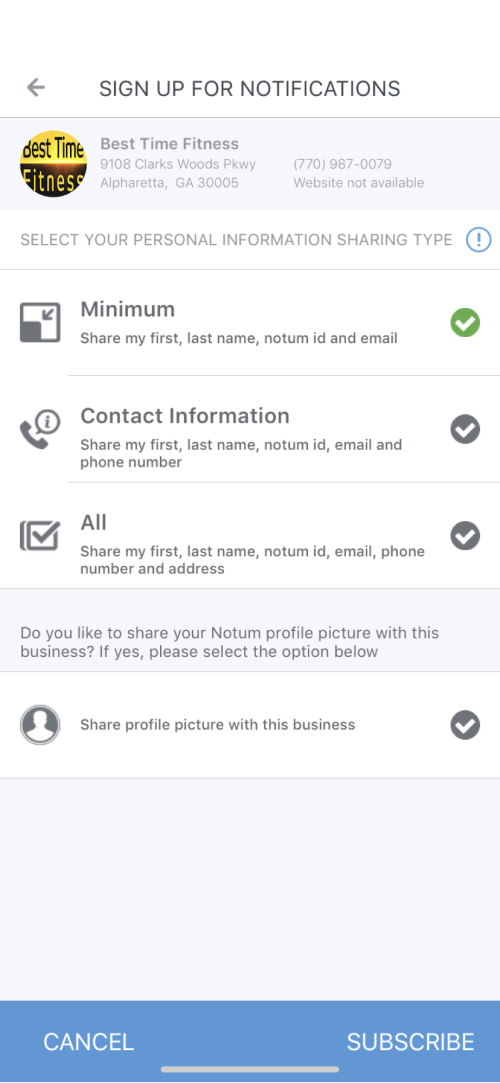 SIGN UP FOR NOTIFICATIONS
Best Time
Fitness
Best Time Fitness
9108 Clarks Woods Pkwy
(770) 987-0079
Alpharetta, GA 30005
Website not available
SELECT YOUR PERSONAL INFORMATION SHARING TYPE
Minimum
Share my first, last name, notum id and email
Contact Information
Share my first, last name, notum id, email and
phone number
All
Share my first, last name, notum id, email, phone
number and address
Do you like to share your Notum profile picture with this
business? If yes, please select the option below
Share profile picture with this business
CANCEL
SUBSCRIBE